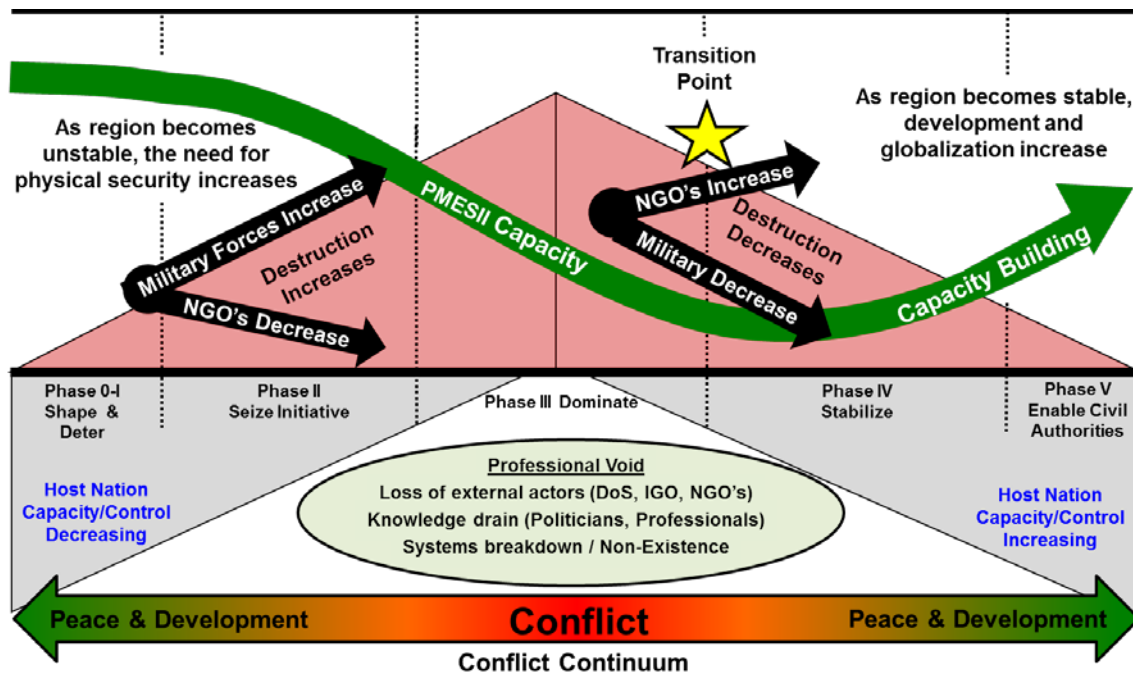 Transition
Point
As region becomes
unstable, the need for
physical security increases
As region becomes stable,
development and
globalization increase
Military Forces Increase
Destruction
Increases
NGO's Decrease
PMESII Capacity
NGO's Increase
Destruction
Decreases
Military Decrease
Capacity Building
Phase 0-I
Shape &
Deter
Phase II
Seize Initiative
Phase III Dominate
Phase IV
Stabilize
Phase V
Enable Civil
Authorities
Host Nation
Capacity/Control
Decreasing
Professional Void
Loss of external actors (DoS, IGO, NGO's)
Knowledge drain (Politicians, Professionals)
Systems breakdown / Non-Existence
Host Nation
Capacity/Control
Increasing
Peace & Development
Conflict
Peace & Development
Conflict Continuum